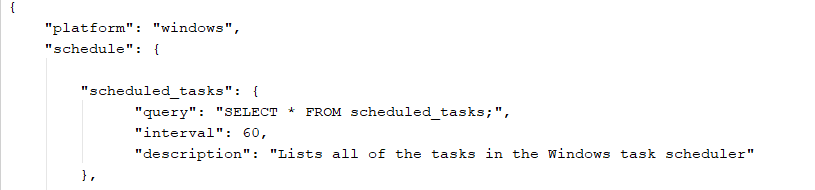 {
"platform": "windows",
"schedule": {
"scheduled_tasks": {
"query": "SELECT * FROM scheduled_tasks;",
"interval": 60,
"description": "Lists all of the tasks in the Windows task scheduler"
},